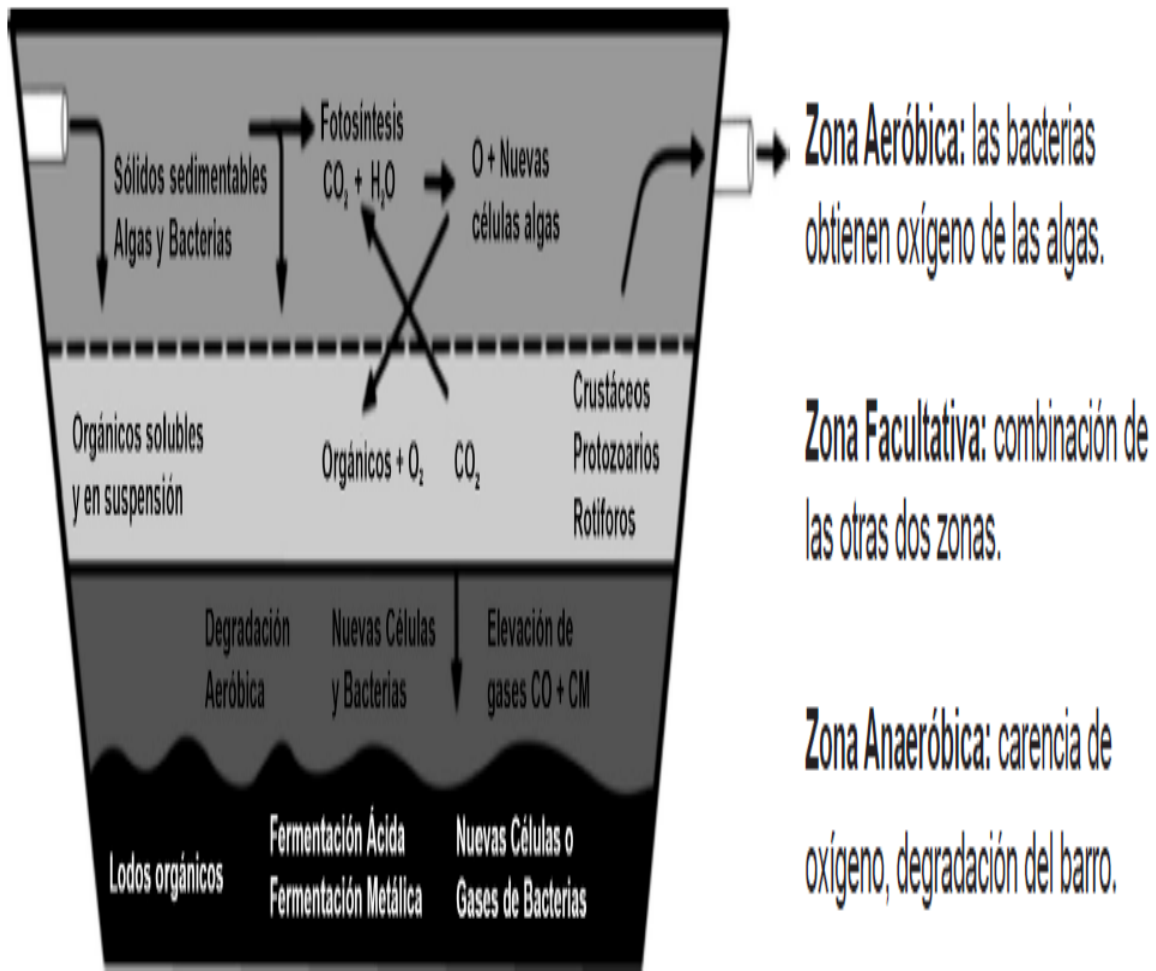 Fotosíntesis
CO₂ + H₂O
O + Nuevas
células algas
Sólidos sedimentables
Algas y Bacterias
Zona Aeróbica: las bacterias
obtienen oxígeno de las algas.
Orgánicos solubles
y en suspensión
Orgánicos + O₂
CO₂
Crustáceos
Protozoarios
Rotiforos
Zona Facultativa: combinación de
las otras dos zonas.
Degradación
Aeróbica
Nuevas Células
y Bacterias
Elevación de
gases CO + CM
Zona Anaeróbica: carencia de
oxígeno, degradación del barro.
Lodos orgánicos
Fermentación Ácida
Fermentación Metálica
Nuevas Células o
Gases de Bacterias